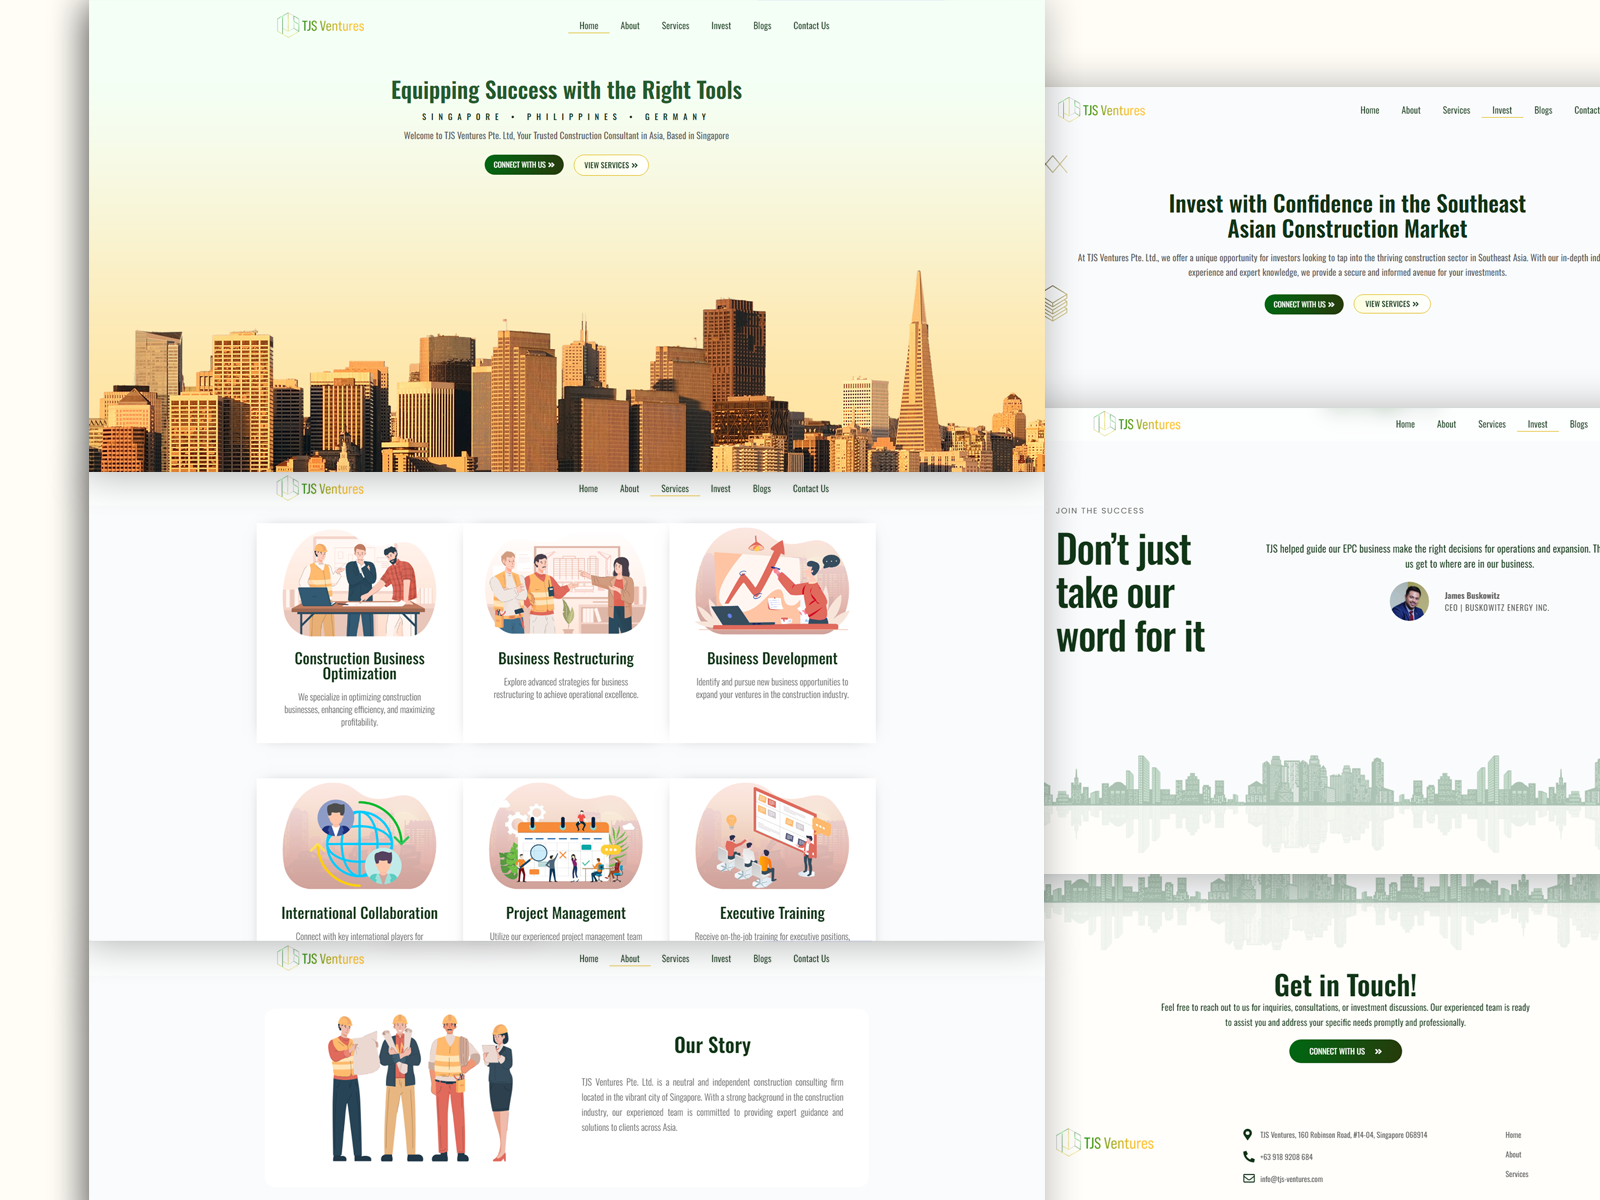 TJS Ventures
Home About Services Invest Blogs Contact Us
Equipping Success with the Right Tools
SINGAPORE • PHILIPPINES • GERMANY
Welcome to TJS Ventures Pte. Ltd, Your Trusted Construction Consultant in Asia, Based in Singapore
CONNECT WITH US »
VIEW SERVICES »
TJS Ventures
Home About Services Invest Blogs Contact Us
Construction Business
Optimization
We specialize in optimizing construction
businesses, enhancing efficiency, and maximizing
profitability.
Business Restructuring
Explore advanced strategies for business
restructuring to achieve operational excellence.
Business Development
Identify and pursue new business opportunities to
expand your ventures in the construction industry.
International Collaboration
Connect with key international players for
Project Management
Utilize our experienced project management team
Executive Training
Receive on-the-job training for executive positions,
TJS Ventures
Home About Services Invest Blogs Contact Us
Our Story
TJS Ventures Pte. Ltd. is a neutral and independent construction consulting firm
located in the vibrant city of Singapore. With a strong background in the construction
industry, our experienced team is committed to providing expert guidance and
solutions to clients across Asia.
TJS Ventures
Home About Services Invest Blogs Contact
Invest with Confidence in the Southeast
Asian Construction Market
At TJS Ventures Pte. Ltd., we offer a unique opportunity for investors looking to tap into the thriving construction sector in Southeast Asia. With our in-depth ind
experience and expert knowledge, we provide a secure and informed avenue for your investments.
CONNECT WITH US »
VIEW SERVICES »
TJS Ventures
Home About Services Invest Blogs
JOIN THE SUCCESS
Don't just
take our
word for it
TJS helped guide our EPC business make the right decisions for operations and expansion. Th
us get to where are in our business.
James Buskowitz
CEO | BUSKOWITZ ENERGY INC.
Get in Touch!
Feel free to reach out to us for inquiries, consultations, or investment discussions. Our experienced team is ready
to assist you and address your specific needs promptly and professionally.
CONNECT WITH US »
TJS Ventures
TJS Ventures, 160 Robinson Road, #14-04, Singapore 068914
+63 918 9208 684
info@tjs-ventures.com
Home
About
Services